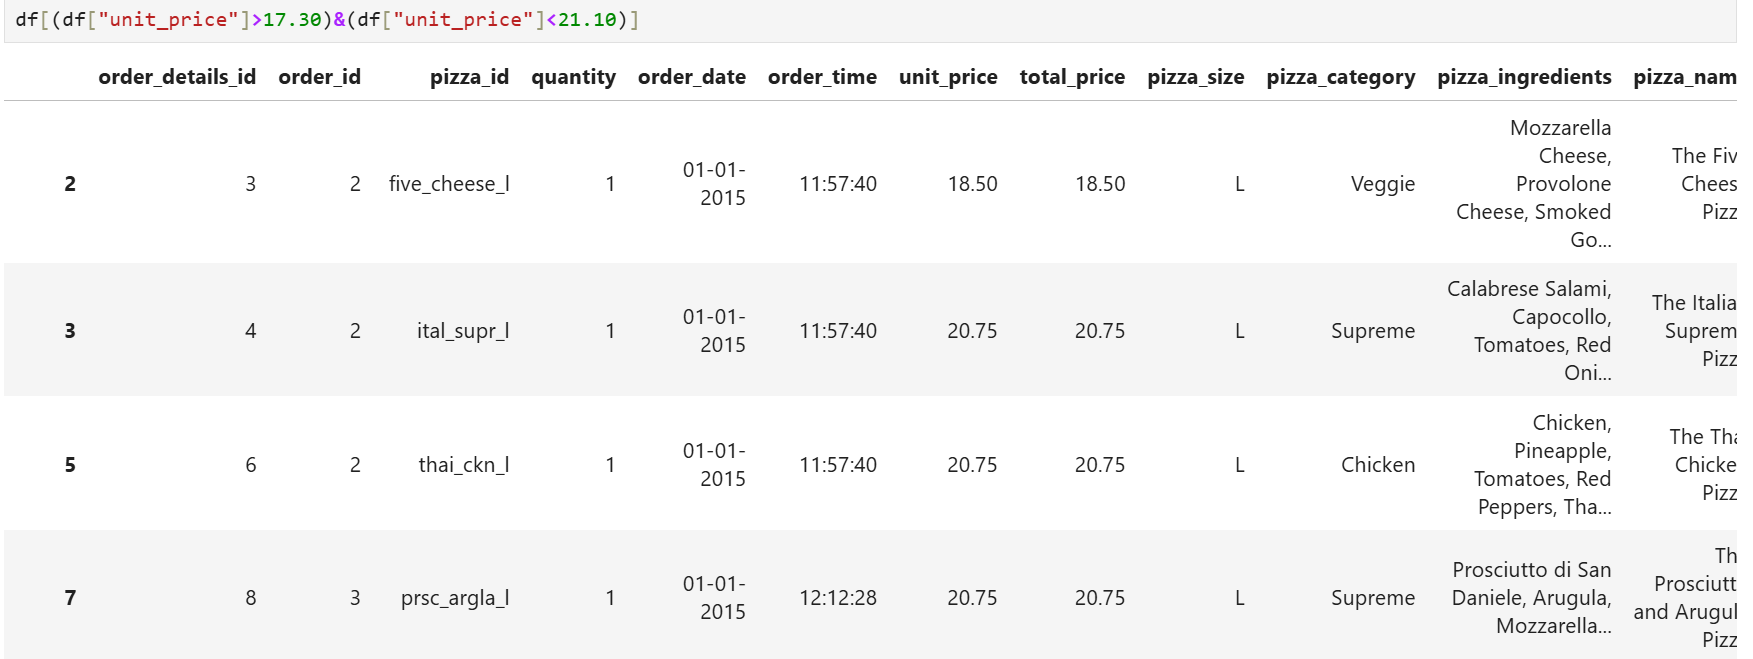 df[(df["unit_price"]>17.30)&(df["unit_price"]<21.10)]
order_details_id order_id pizza_id quantity order_date order_time unit_price total_price pizza_size pizza_category pizza_ingredients pizza_nam
2 3 2 five_cheese_l 1 01-01-2015 11:57:40 18.50 18.50 L Veggie Mozzarella Cheese, Provolone Cheese, Smoked Go... The Fiv Chees Pizz
3 4 2 ital_supr_l 1 01-01-2015 11:57:40 20.75 20.75 L Supreme Calabrese Salami, Capocollo, Tomatoes, Red Oni... The Italia Suprem Pizz
5 6 2 thai_ckn_l 1 01-01-2015 11:57:40 20.75 20.75 L Chicken Chicken, Pineapple, Tomatoes, Red Peppers, Tha... The Tha Chicke Pizz
7 8 3 prsc_argla_l 1 01-01-2015 12:12:28 20.75 20.75 L Supreme Prosciutto di San Daniele, Arugula, Mozzarella... Th Prosciutt and Arugul Pizz